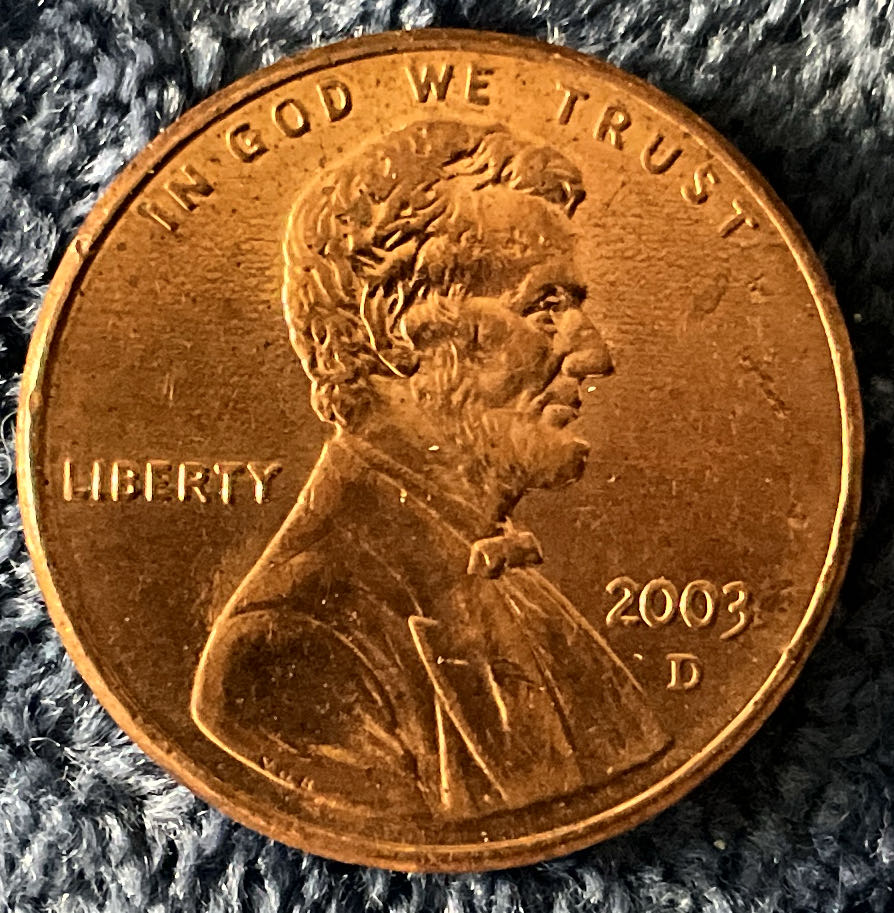 IN GOD WE TRUST
LIBERTY
2003
D